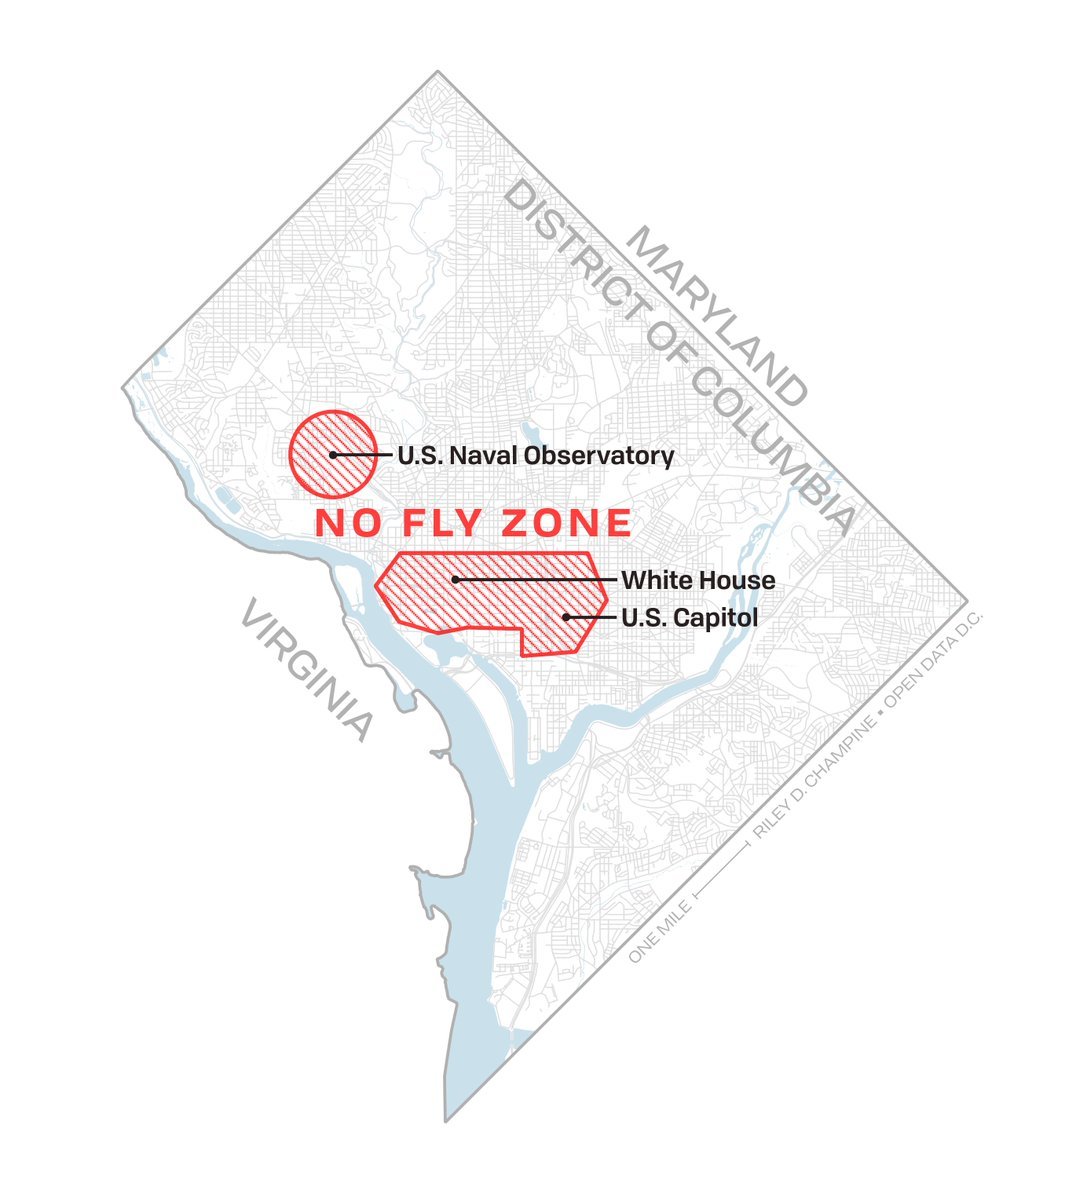 MARYLAND
DISTRICT OF COLUMBIA
U.S. Naval Observatory
NO FLY ZONE
White House
U.S. Capitol
VIRGINIA
ONE MILE
RILEY D. CHAMPINE • OPEN DATA D.C.